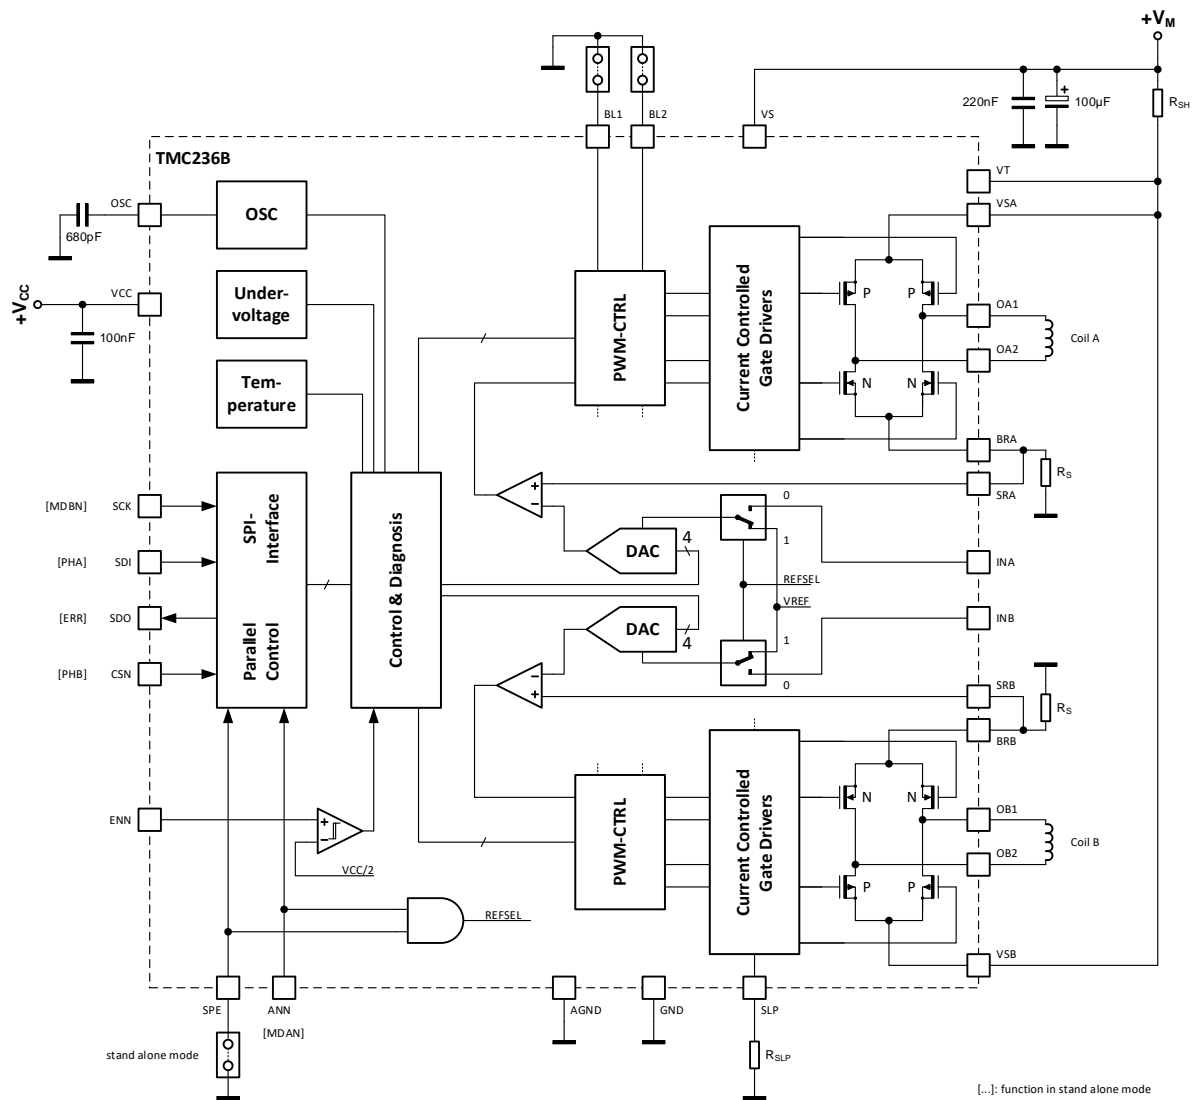 +VM
BL1
BL2
VS
220nF
+
100µF
RSH
TMC236B
VT
OSC
OSC
VSA
680pF
+VCC
VCC
100nF
Under-
voltage
Tem-
perature
PWM-CTRL
Current Controlled
Gate Drivers
P
P
N
N
OA1
OA2
Coil A
BRA
SRA
RS
[MDBN]
SCK
[PHA]
SDI
[ERR]
SDO
[PHB]
CSN
SPI-
Interface
Parallel
Control
Control & Diagnosis
+
−
DAC
4
0
1
INA
REFSEL
VREF
DAC
4
1
0
INB
−
+
SRB
RS
BRB
ENN
+
−
VCC/2
PWM-CTRL
Current Controlled
Gate Drivers
N
N
P
P
OB1
OB2
Coil B
REFSEL
VSB
SPE
ANN
[MDAN]
AGND
GND
SLP
stand alone mode
RSLP
[...]: function in stand alone mode